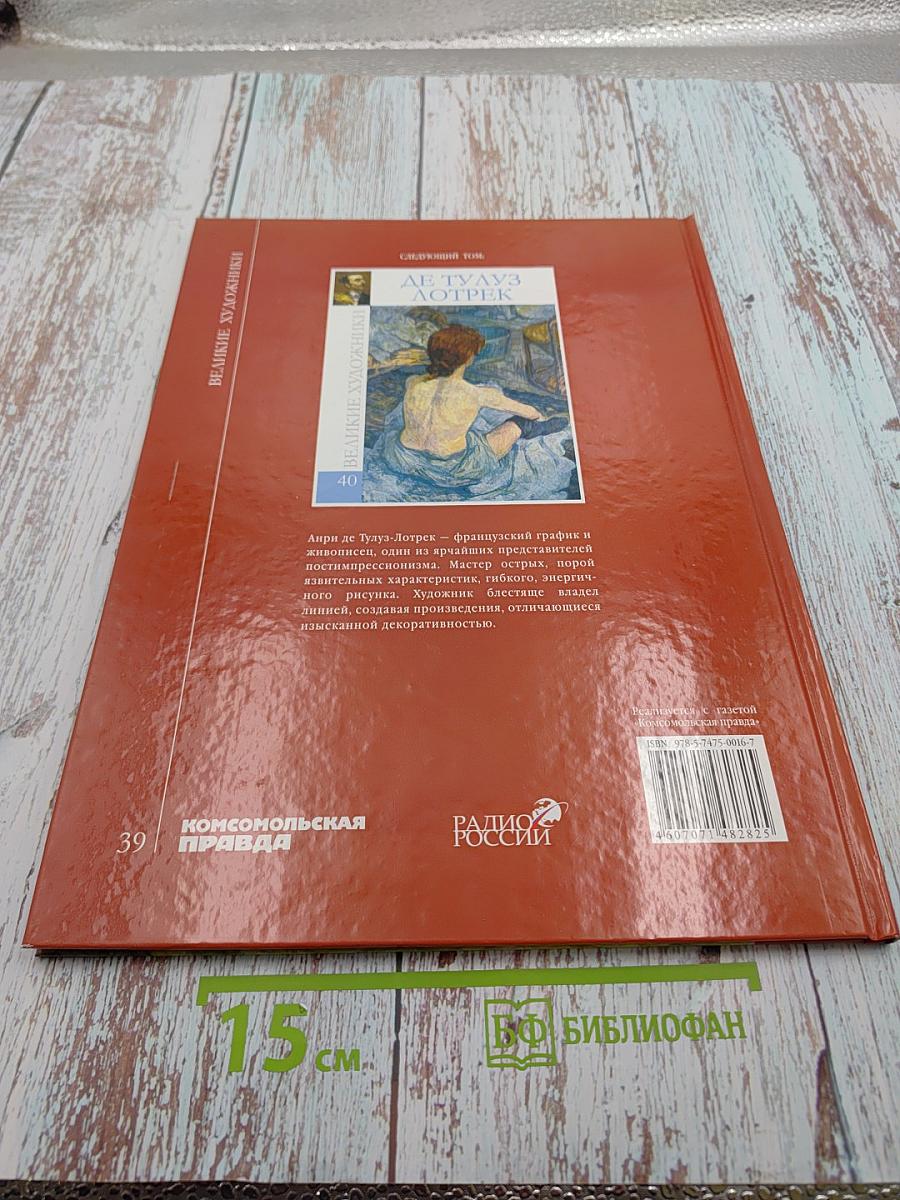 ВЕЛИКИЕ ХУДОЖНИКИ
СЛЕДУЮЩИЙ ТОМ:
ДЕ ТУЛУЗ
ЛОТРЕК
ВЕЛИКИЕ ХУДОЖНИКИ
40
Анри де Тулуз-Лотрек — французский график и
живописец, один из ярчайших представителей
постимпрессионизма. Мастер острых, порой
язвительных характеристик, гибкого, энергич-
ного рисунка. Художник блестяще владел
линией, создавая произведения, отличающиеся
изысканной декоративностью.
Реализуется с газетой
«Комсомольская правда»
ISBN 978-5-7475-0016-7
4 607071 482825
39
КОМСОМОЛЬСКАЯ
ПРАВДА
РАДИО
РОССИИ
15 см
БФ БИБЛИОФАН